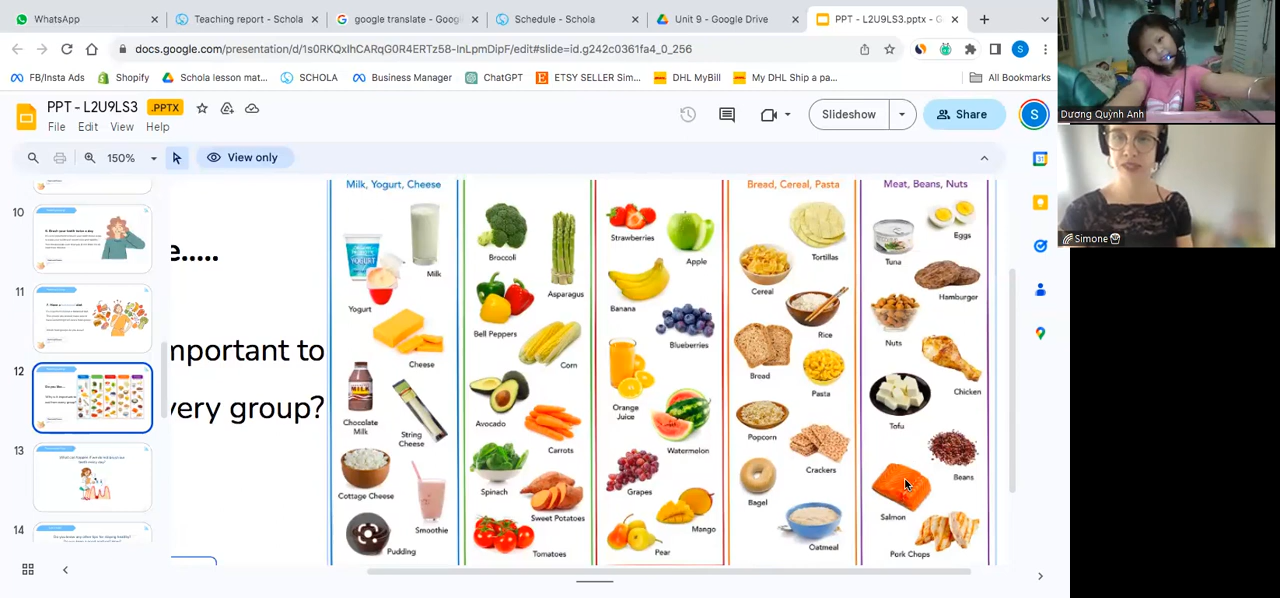 WhatsApp
Teaching report - Schola
google translate - Goog
Schedule - Schola
Unit 9 - Google Drive
PPT - L2U9LS3.pptx - G
docs.google.com/presentation/d/1s0RKQxIhCARqG0R4ERTz58-InLpmDipF/edit#slide=id.g242c0361fa4_0_256
FB/Insta Ads
Shopify
Schola lesson mat...
SCHOLA
Business Manager
ChatGPT
ETSY SELLER Sim...
DHL MyBill
My DHL Ship a pa...
All Bookmarks
PPT - L2U9LS3
.PPTX
File
Edit
View
Help
Slideshow
Share
S
150%
View only
10
11
12
13
14
e.....
mportant to
very group?
Milk, Yogurt, Cheese
Milk
YOGURT
Yogurt
Cheese
MILK
Chocolate
Milk
String
Cheese
Cottage Cheese
Smoothie
Pudding
Broccoli
Asparagus
Bell Peppers
Corn
Avocado
Carrots
Spinach
Sweet Potatoes
Tomatoes
Strawberries
Apple
Banana
Blueberries
Orange
Juice
Watermelon
Grapes
Mango
Pear
Bread, Cereal, Pasta
Tortillas
Cereal
Rice
Bread
Pasta
Popcorn
Crackers
Bagel
Oatmeal
Meat, Beans, Nuts
Eggs
Tuna
Hamburger
Nuts
Chicken
Tofu
Beans
Salmon
Pork Chops
Dương Quỳnh Anh
Simone